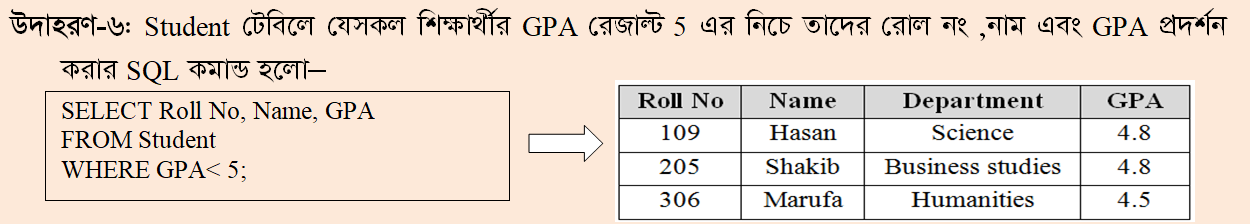 উদাহরণ-৬: Student টেবিলে যেসকল শিক্ষার্থীর GPA রেজাল্ট 5 এর নিচে তাদের রোল নং ,নাম এবং GPA প্রদর্শন
করার SQL কমান্ড হলো–
SELECT Roll No, Name, GPA
FROM Student
WHERE GPA< 5;
Roll No Name Department GPA
109 Hasan Science 4.8
205 Shakib Business studies 4.8
306 Marufa Humanities 4.5